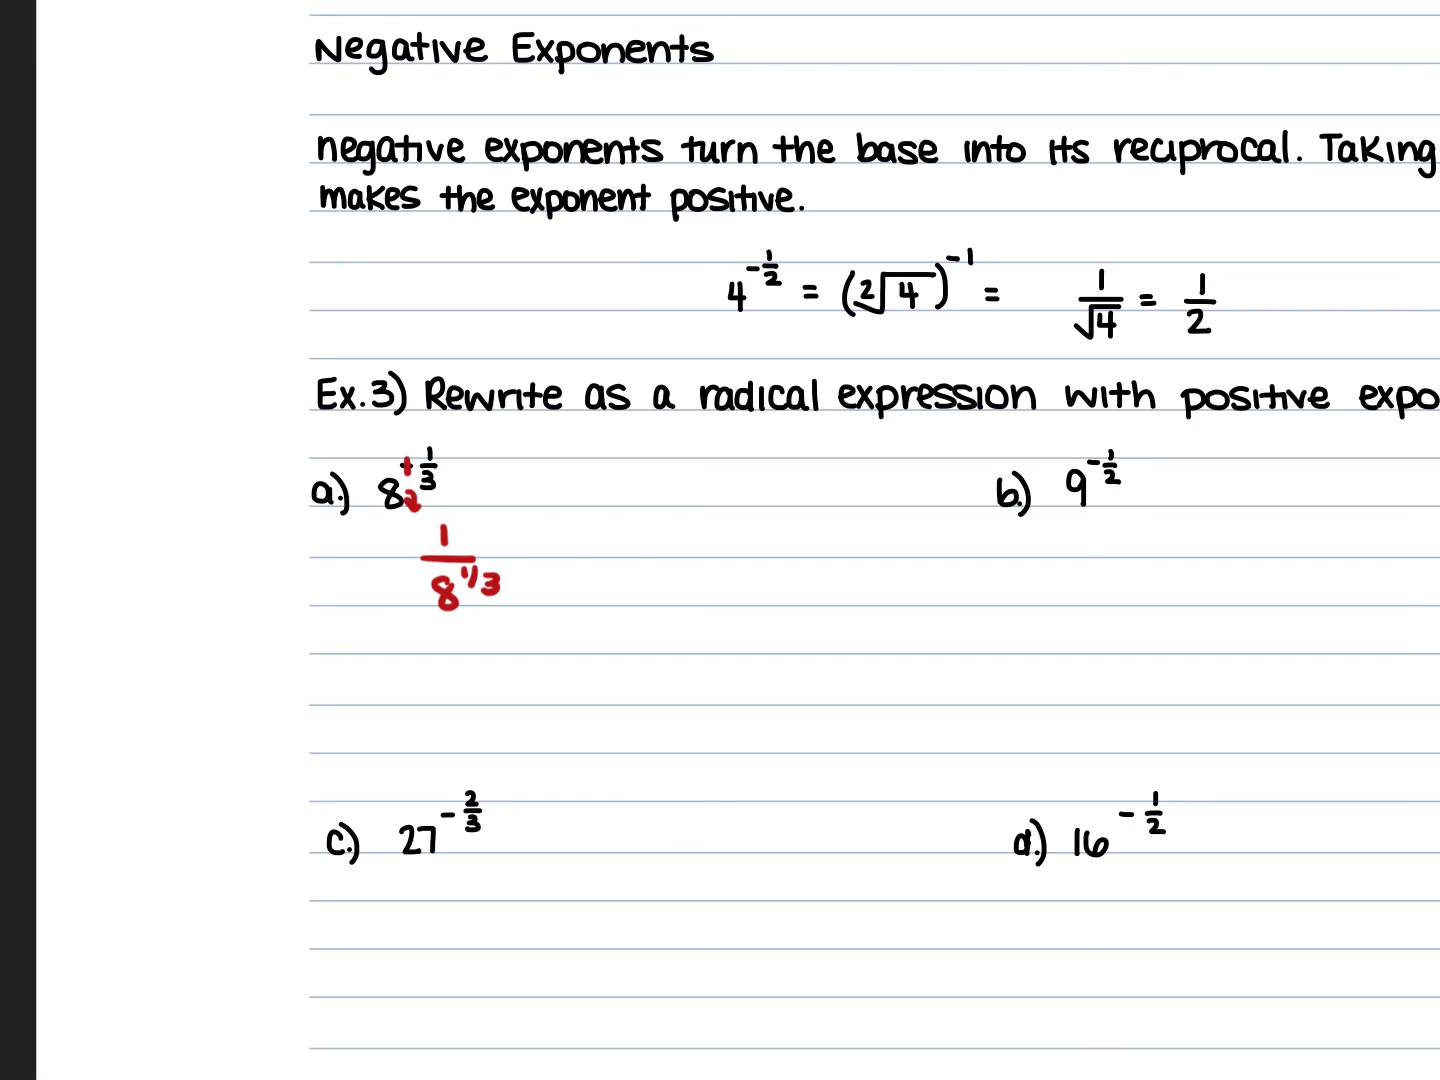 Negative Exponents
negative exponents turn the base into its reciprocal. Taking
makes the exponent positive.
4^{-1/2} = (²√4)^{-1} = 1/√4 = 1/2
Ex.3) Rewrite as a radical expression with positive expo
a.) 8^{1/3} b.) 9^{-1/2}
1/8^{1/3}
c.) 27^{-2/3} d.) 16^{-1/2}